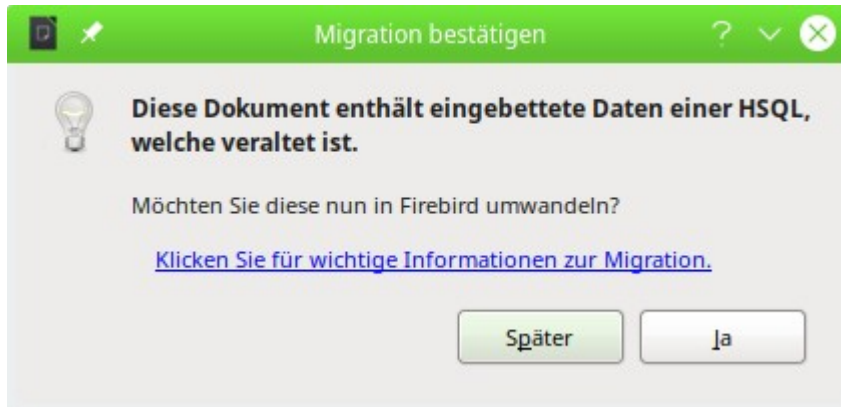 Migration bestätigen
Diese Dokument enthält eingebettete Daten einer HSQL,
welche veraltet ist.
Möchten Sie diese nun in Firebird umwandeln?
Klicken Sie für wichtige Informationen zur Migration.
Später Ja